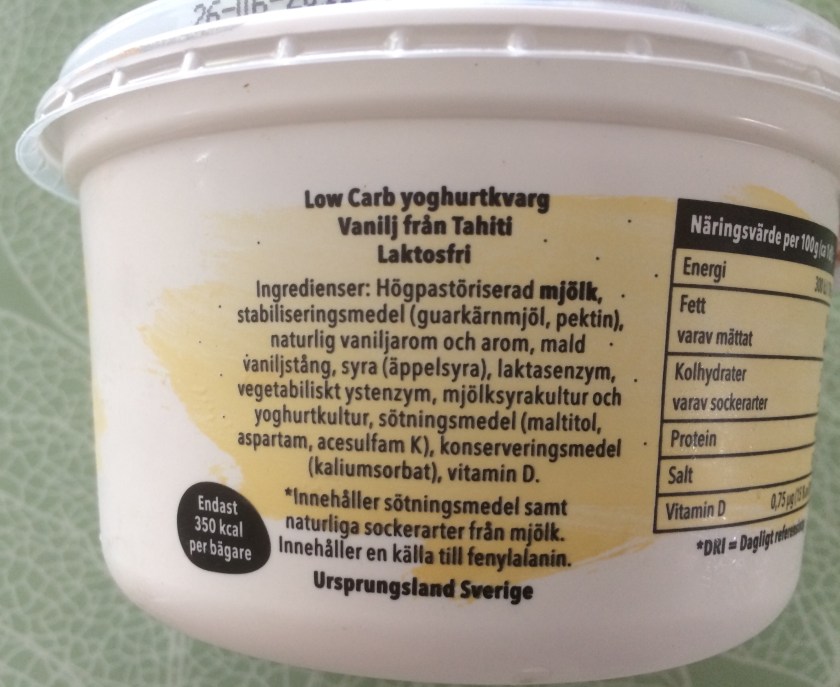 Low Carb yoghurtkvarg
Vanilj från Tahiti
Laktosfri
Ingredienser: Högpastöriserad mjölk,
stabiliseringsmedel (guarkärnmjöl, pektin),
naturlig vaniljarom och arom, mald
vaniljstång, syra (äppelsyra), laktasenzym,
vegetabiliskt ystenzym, mjölksyrakultur och
yoghurtkultur, sötningsmedel (maltitol,
aspartam, acesulfam K), konserveringsmedel
(kaliumsorbat), vitamin D.
*Innehåller sötningsmedel samt
naturliga sockerarter från mjölk.
Innehåller en källa till fenylalanin.
Ursprungsland Sverige
Endast
350 kcal
per bägare
Näringsvärde per 100g
Energi
Fett
varav mättat
Kolhydrater
varav sockerarter
Protein
Salt
Vitamin D 0,75 µg
*DRI = Dagligt